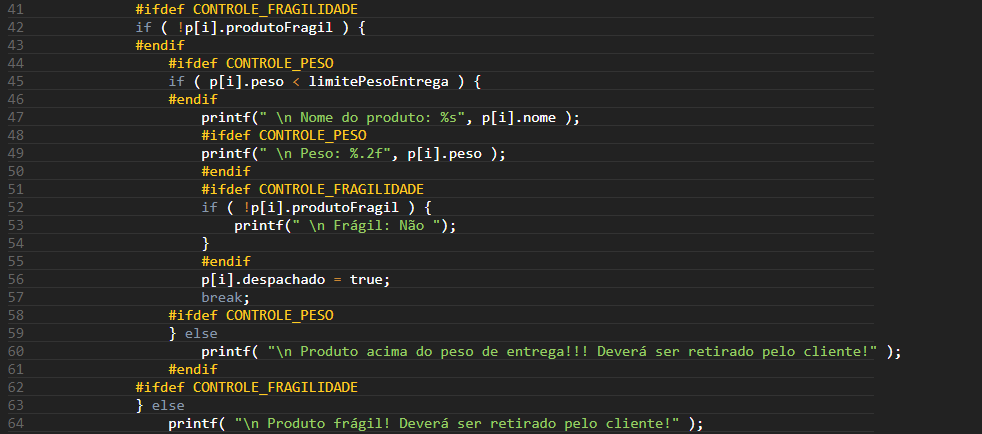 41 #ifdef CONTROLE_FRAGILIDADE
42 if ( !p[i].produtoFragil ) {
43 #endif
44 #ifdef CONTROLE_PESO
45 if ( p[i].peso < limitePesoEntrega ) {
46 #endif
47 printf(" \n Nome do produto: %s", p[i].nome );
48 #ifdef CONTROLE_PESO
49 printf(" \n Peso: %.2f", p[i].peso );
50 #endif
51 #ifdef CONTROLE_FRAGILIDADE
52 if ( !p[i].produtoFragil ) {
53 printf(" \n Frágil: Não ");
54 }
55 #endif
56 p[i].despachado = true;
57 break;
58 #ifdef CONTROLE_PESO
59 } else
60 printf( "\n Produto acima do peso de entrega!!! Deverá ser retirado pelo cliente!" );
61 #endif
62 #ifdef CONTROLE_FRAGILIDADE
63 } else
64 printf( "\n Produto frágil! Deverá ser retirado pelo cliente!" );